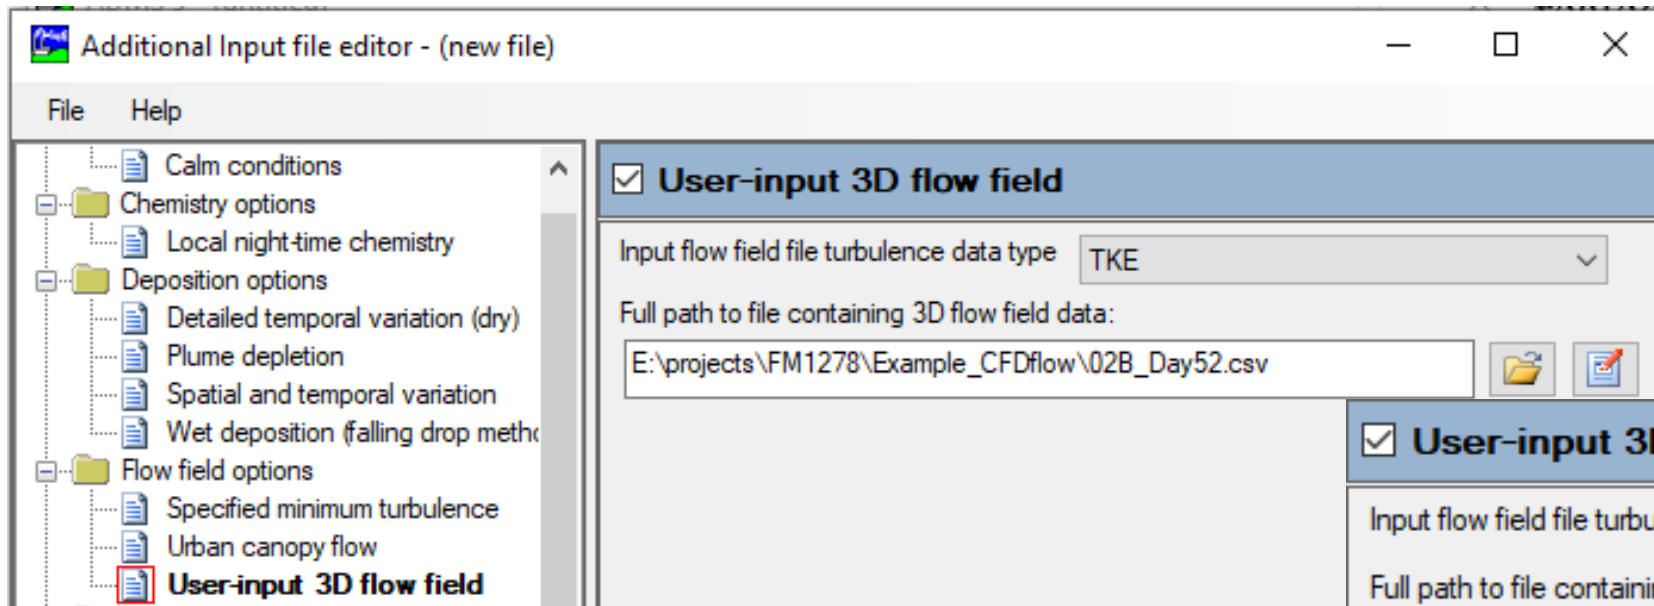 Additional Input file editor - (new file)
File Help
Calm conditions
Chemistry options
Local night-time chemistry
Deposition options
Detailed temporal variation (dry)
Plume depletion
Spatial and temporal variation
Wet deposition (falling drop metho
Flow field options
Specified minimum turbulence
Urban canopy flow
User-input 3D flow field
User-input 3D flow field
Input flow field file turbulence data type TKE
Full path to file containing 3D flow field data:
E:\projects\FM1278\Example_CFDflow\02B_Day52.csv
User-input 3
Input flow field file turbu
Full path to file containi